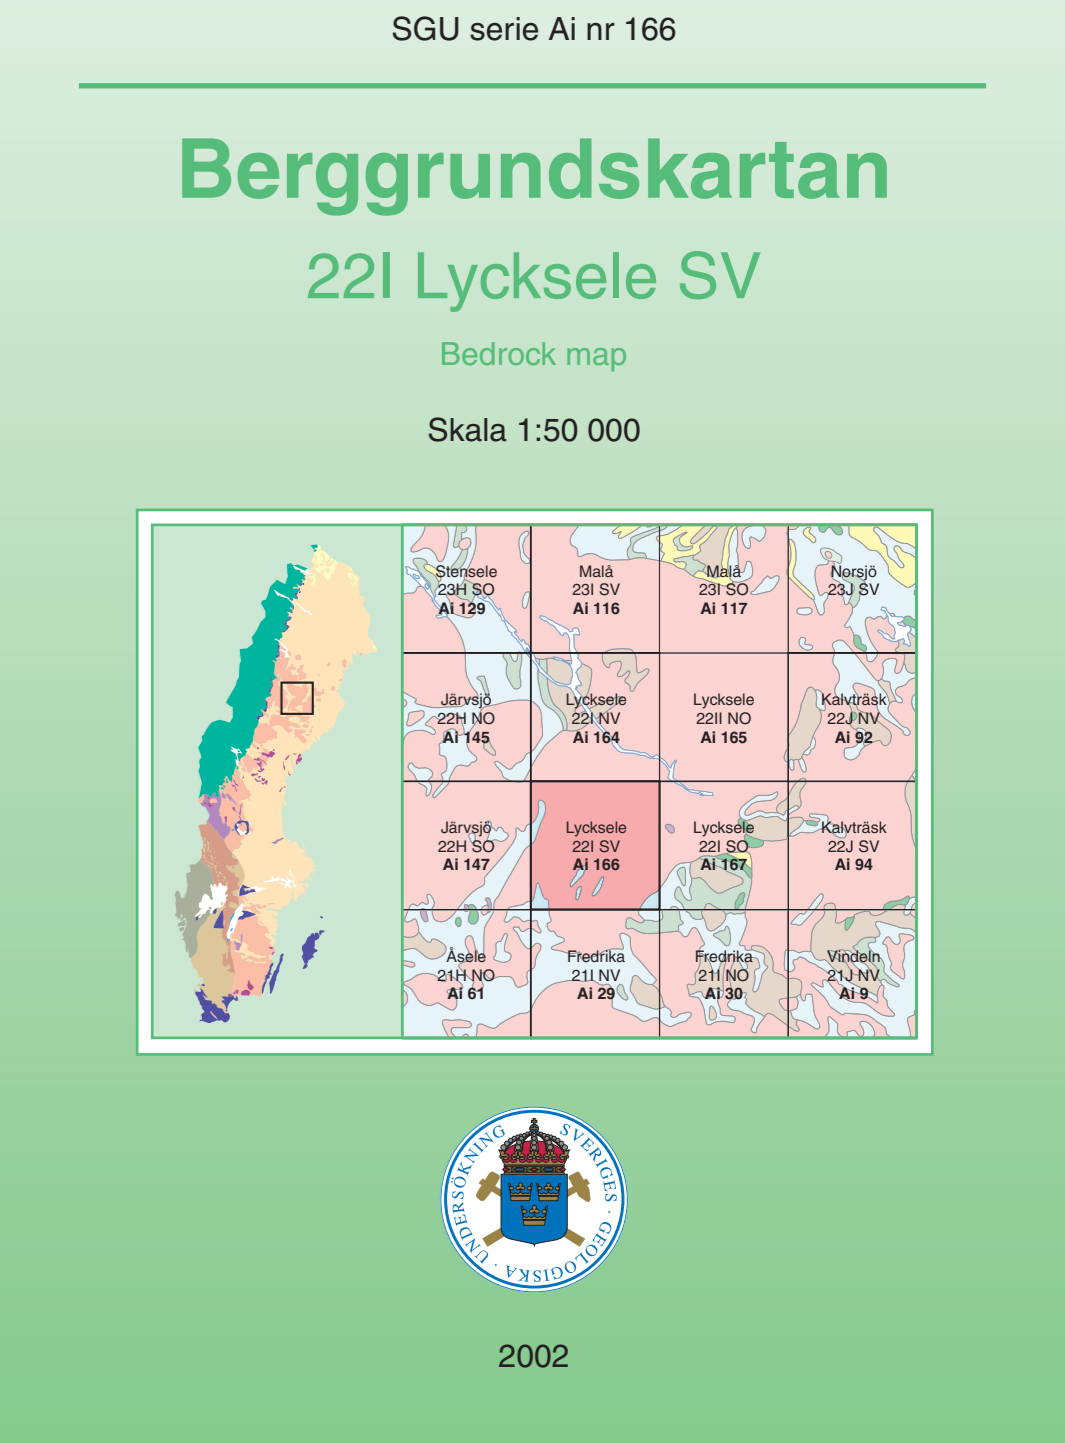 SGU serie Ai nr 166
Berggrundskartan
22I Lycksele SV
Bedrock map
Skala 1:50 000
Stensele
23H SO
Ai 129
Malå
23I SV
Ai 116
Malå
23I SO
Ai 117
Norsjö
23J SV
Järvsjö
22H NO
Ai 145
Lycksele
22I NV
Ai 164
Lycksele
22II NO
Ai 165
Kalvträsk
22J NV
Ai 92
Järvsjö
22H SO
Ai 147
Lycksele
22I SV
Ai 166
Lycksele
22I SO
Ai 167
Kalvträsk
22J SV
Ai 94
Åsele
21H NO
Ai 61
Fredrika
21I NV
Ai 29
Fredrika
21I NO
Ai 30
Vindeln
21J NV
Ai 9
SVERIGES · GEOLOGISKA · UNDERSÖKNING
2002